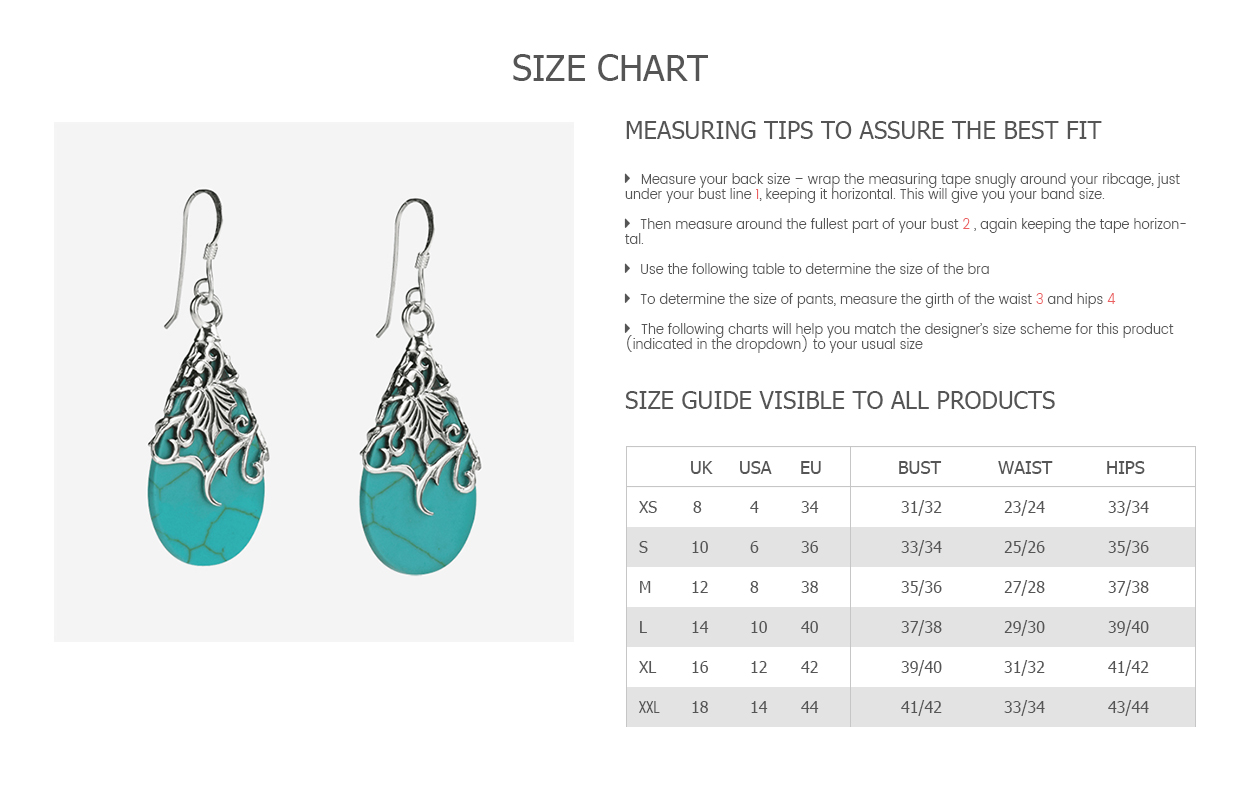 SIZE CHART
MEASURING TIPS TO ASSURE THE BEST FIT
Measure your back size – wrap the measuring tape snugly around your ribcage, just
under your bust line 1, keeping it horizontal. This will give you your band size.
Then measure around the fullest part of your bust 2 , again keeping the tape horizon-
tal.
Use the following table to determine the size of the bra
To determine the size of pants, measure the girth of the waist 3 and hips 4
The following charts will help you match the designer's size scheme for this product
(indicated in the dropdown) to your usual size
SIZE GUIDE VISIBLE TO ALL PRODUCTS
UK USA EU BUST WAIST HIPS
XS 8 4 34 31/32 23/24 33/34
S 10 6 36 33/34 25/26 35/36
M 12 8 38 35/36 27/28 37/38
L 14 10 40 37/38 29/30 39/40
XL 16 12 42 39/40 31/32 41/42
XXL 18 14 44 41/42 33/34 43/44